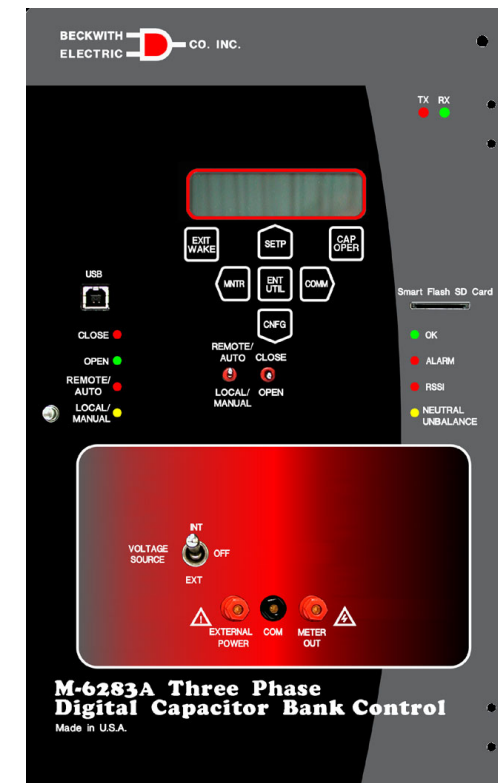 BECKWITH
ELECTRIC
CO. INC.
TX RX
EXIT
WAKE
SETP
CAP
OPER
MNTR
ENT
UTIL
COMM
CNFG
USB
Smart Flash SD Card
CLOSE
OPEN
REMOTE/
AUTO
LOCAL/
MANUAL
REMOTE/
AUTO CLOSE
LOCAL/ OPEN
MANUAL
OK
ALARM
RSSI
NEUTRAL
UNBALANCE
INT
VOLTAGE
SOURCE
OFF
EXT
EXTERNAL
POWER
COM
METER
OUT
M-6283A Three Phase
Digital Capacitor Bank Control
Made in U.S.A.